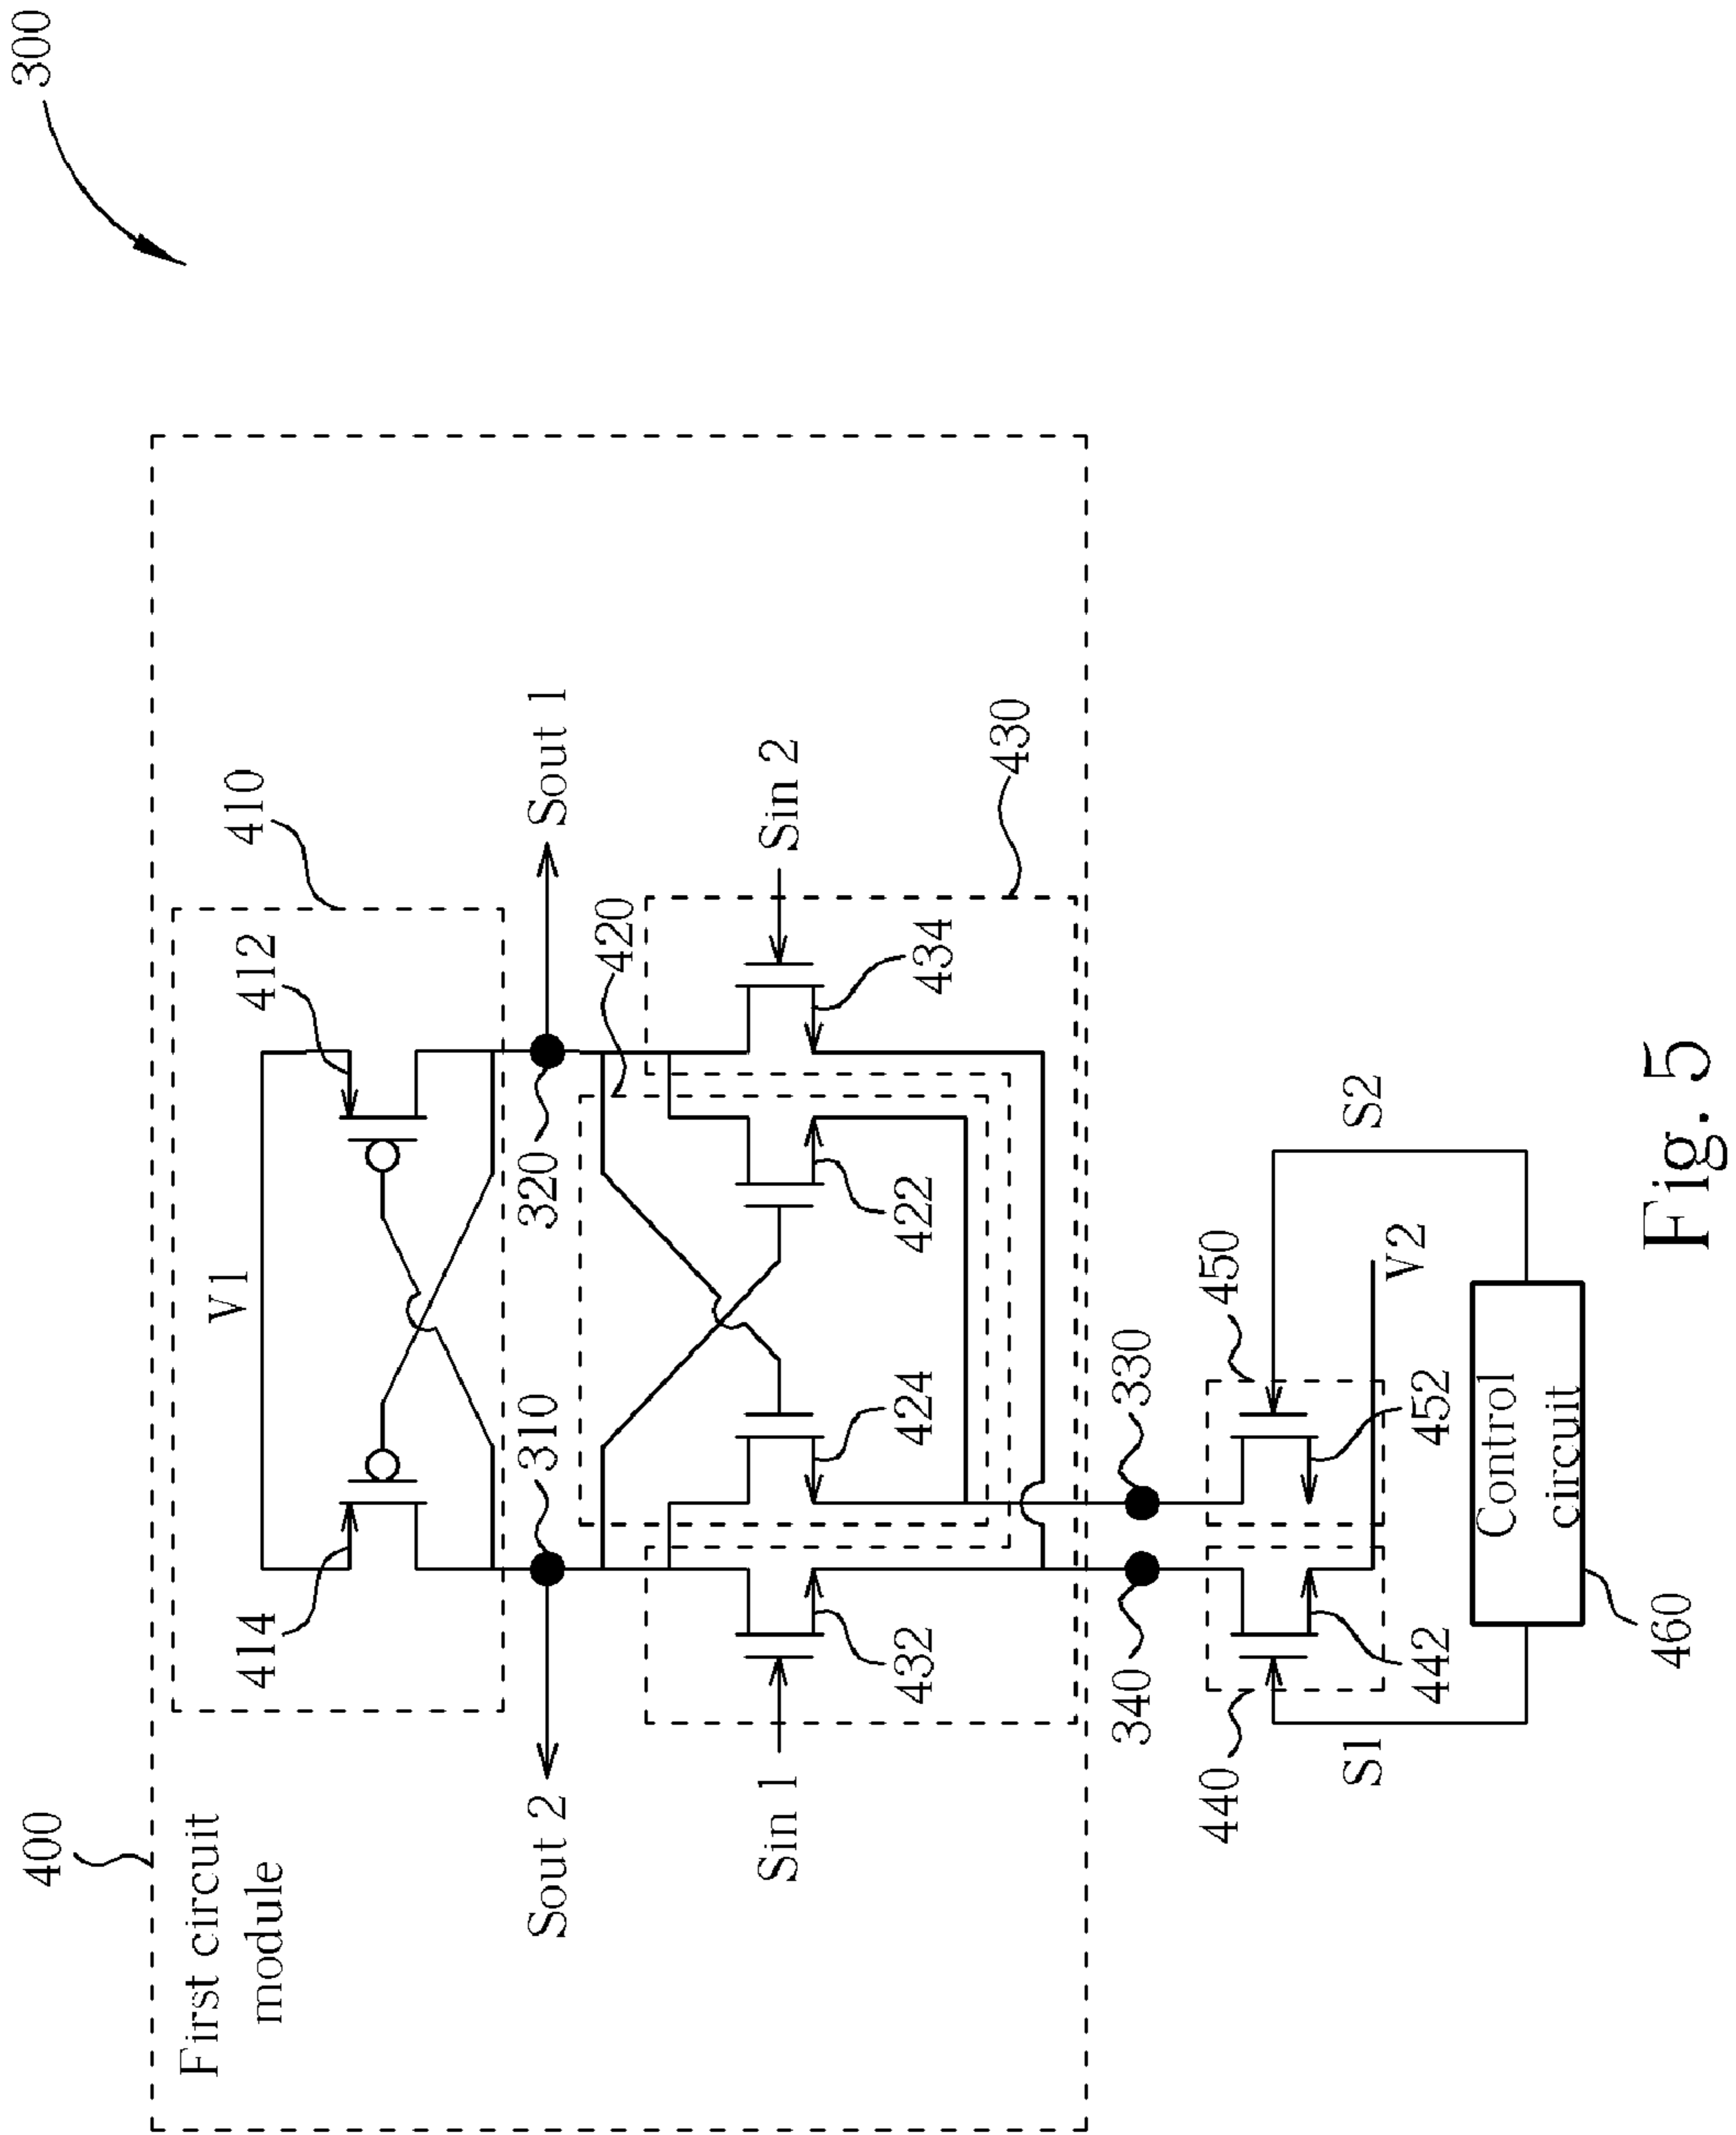 300
400
First circuit
module
V1
410
412
414
Sout 1
320
310
Sout 2
420
430
Sin 2
Sin 1
434
422
424
432
330
340
450
440
S2
V2
S1
452
442
Control
circuit
460
Fig. 5